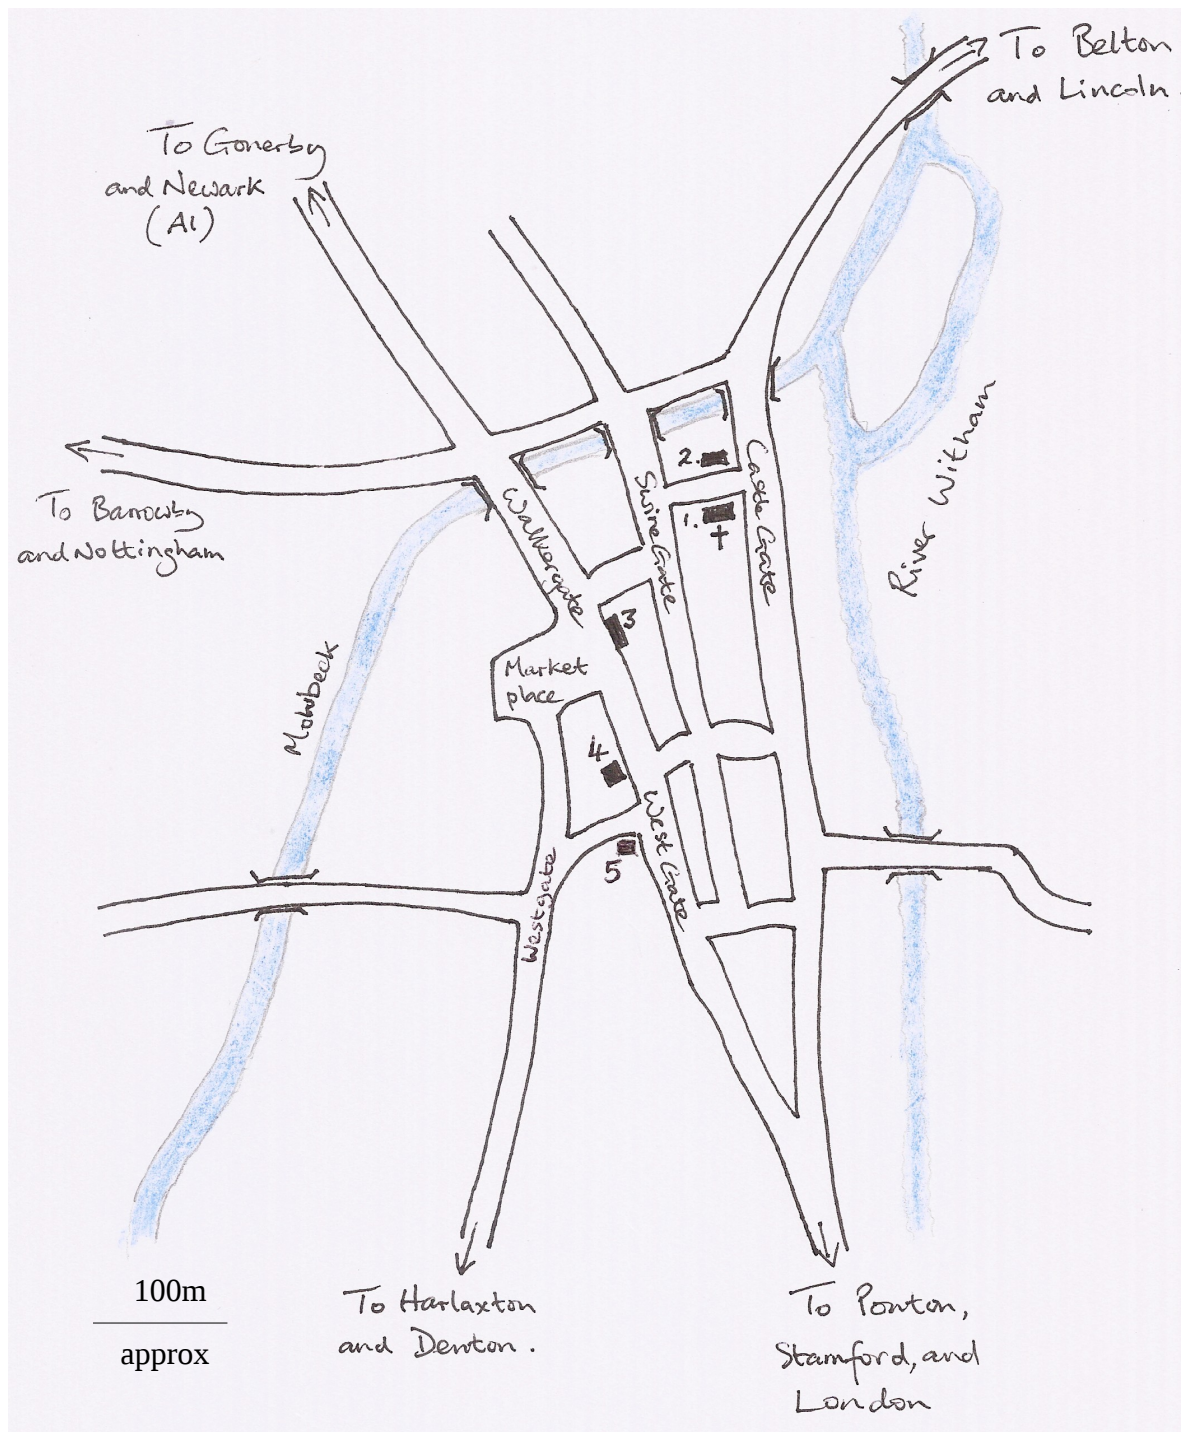 To Belton
and Lincoln.
To Gonerby
and Newark
(A1)
To Barrowby
and Nottingham
River Witham
Castle Gate
2.
Swine Gate
1.
Walkergate
3
Market
place
Mowbeck
4
West Gate
5
Westgate
100m
approx
To Harlaxton
and Denton.
To Ponton,
Stamford, and
London